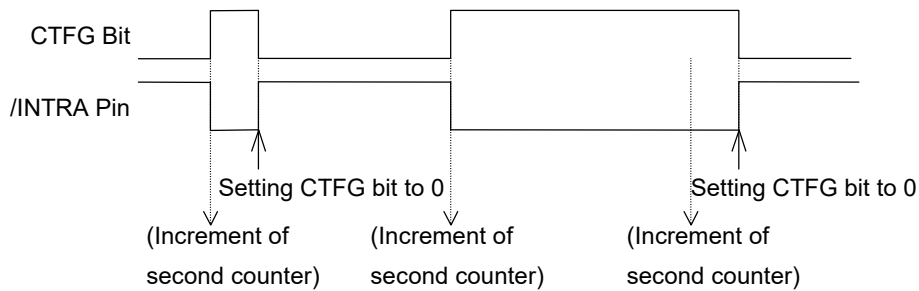 CTFG Bit
/INTRA Pin
Setting CTFG bit to 0
Setting CTFG bit to 0
(Increment of
second counter)
(Increment of
second counter)
(Increment of
second counter)